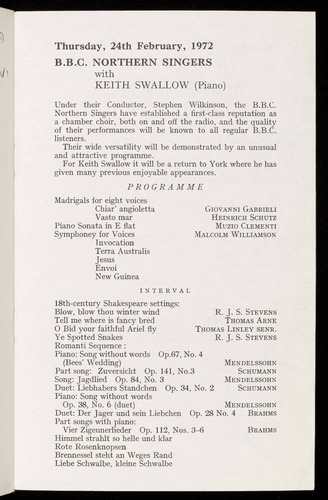 Thursday, 24th February, 1972
B.B.C. NORTHERN SINGERS
with
KEITH SWALLOW (Piano)
Under their Conductor, Stephen Wilkinson, the B.B.C.
Northern Singers have established a first-class reputation as
a chamber choir, both on and off the radio, and the quality
of their performances will be known to all regular B.B.C.
listeners.
Their wide versatility will be demonstrated by an unusual
and attractive programme.
For Keith Swallow it will be a return to York where he has
given many previous enjoyable appearances.
PROGRAMME
Madrigals for eight voices
Chiar' angioletta GIOVANNI GABRIELI
Vasto mar HEINRICH SCHUTZ
Piano Sonata in E flat MUZIO CLEMENTI
Symphoney for Voices MALCOLM WILLIAMSON
Invocation
Terra Australis
Jesus
Envoi
New Guinea
INTERVAL
18th-century Shakespeare settings:
Blow, blow thou winter wind R. J. S. STEVENS
Tell me where is fancy bred THOMAS ARNE
O Bid your faithful Ariel fly THOMAS LINLEY SENR.
Ye Spotted Snakes R. J. S. STEVENS
Romanti Sequence :
Piano: Song without words Op.67, No. 4
(Bees' Wedding) MENDELSSOHN
Part song: Zuversicht Op. 141, No.3 SCHUMANN
Song: Jagdlied Op. 84, No. 3 MENDELSSOHN
Duet: Liebhabers Standchen Op. 34, No. 2 SCHUMANN
Piano: Song without words
Op. 38, No. 6 (duet) MENDELSSOHN
Duet: Der Jager und sein Liebchen Op. 28 No. 4 BRAHMS
Part songs with piano:
Vier Zigeunerlieder Op. 112, Nos. 3–6 BRAHMS
Himmel strahlt so helle und klar
Rote Rosenknopsen
Brennessel steht an Weges Rand
Liebe Schwalbe, kleine Schwalbe